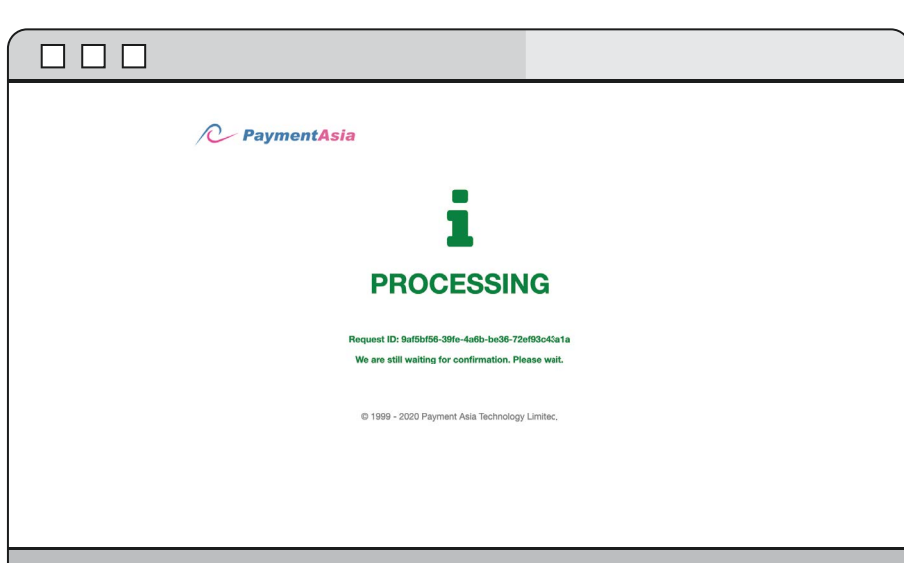 PaymentAsia
PROCESSING
Request ID: 9af5bf56-39fe-4a6b-be36-72ef93c43a1a
We are still waiting for confirmation. Please wait.
© 1999 - 2020 Payment Asia Technology Limited.